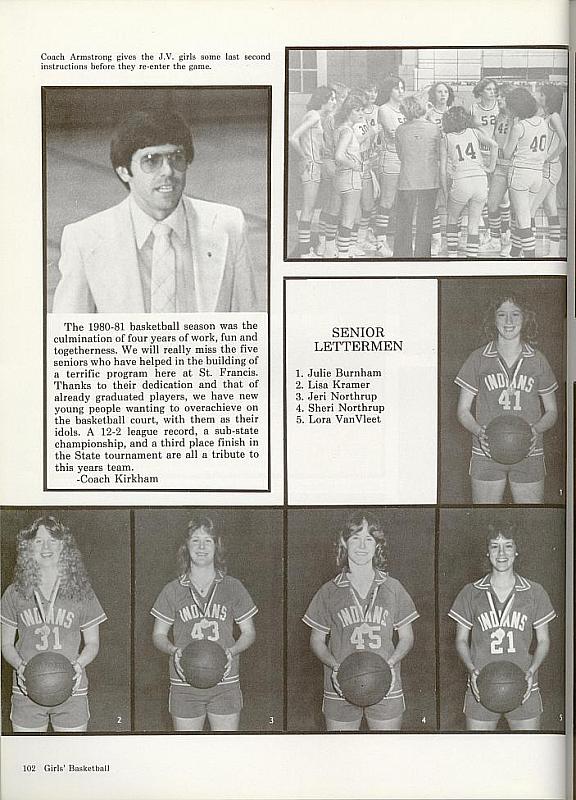 Coach Armstrong gives the J.V. girls some last second
instructions before they re-enter the game.
52
14
42
40
The 1980-81 basketball season was the
culmination of four years of work, fun and
togetherness. We will really miss the five
seniors who have helped in the building of
a terrific program here at St. Francis.
Thanks to their dedication and that of
already graduated players, we have new
young people wanting to overachieve on
the basketball court, with them as their
idols. A 12-2 league record, a sub-state
championship, and a third place finish in
the State tournament are all a tribute to
this years team.
-Coach Kirkham
SENIOR
LETTERMEN
1. Julie Burnham
2. Lisa Kramer
3. Jeri Northrup
4. Sheri Northrup
5. Lora VanVleet
INDIANS
41
1
INDIANS
31
2
INDIANS
43
3
INDIANS
45
4
INDIANS
21
5
102 Girls' Basketball